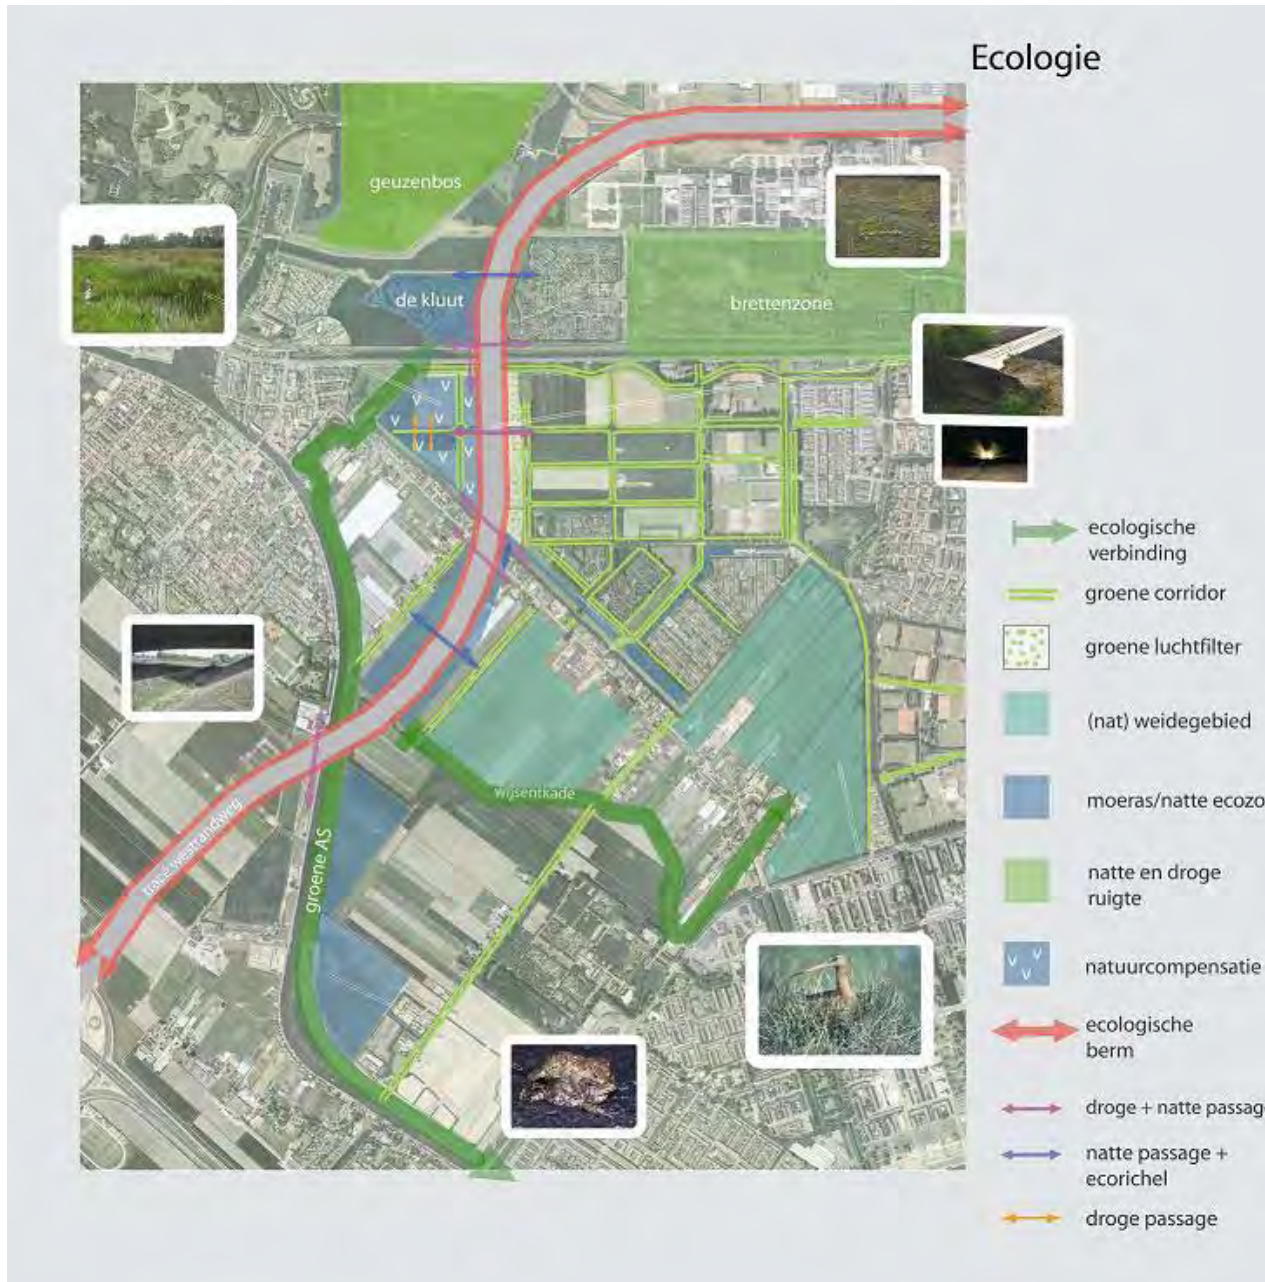 Ecologie
geuzenbos
de kluut
brettenzone
ecologische
verbinding
groene corridor
groene luchtfilter
(nat) weidegebied
wijsentkade
moeras/natte ecozo
tracé westrandweg
groene AS
natte en droge
ruigte
natuurcompensatie
ecologische
berm
droge + natte passag
natte passage +
ecorichel
droge passage